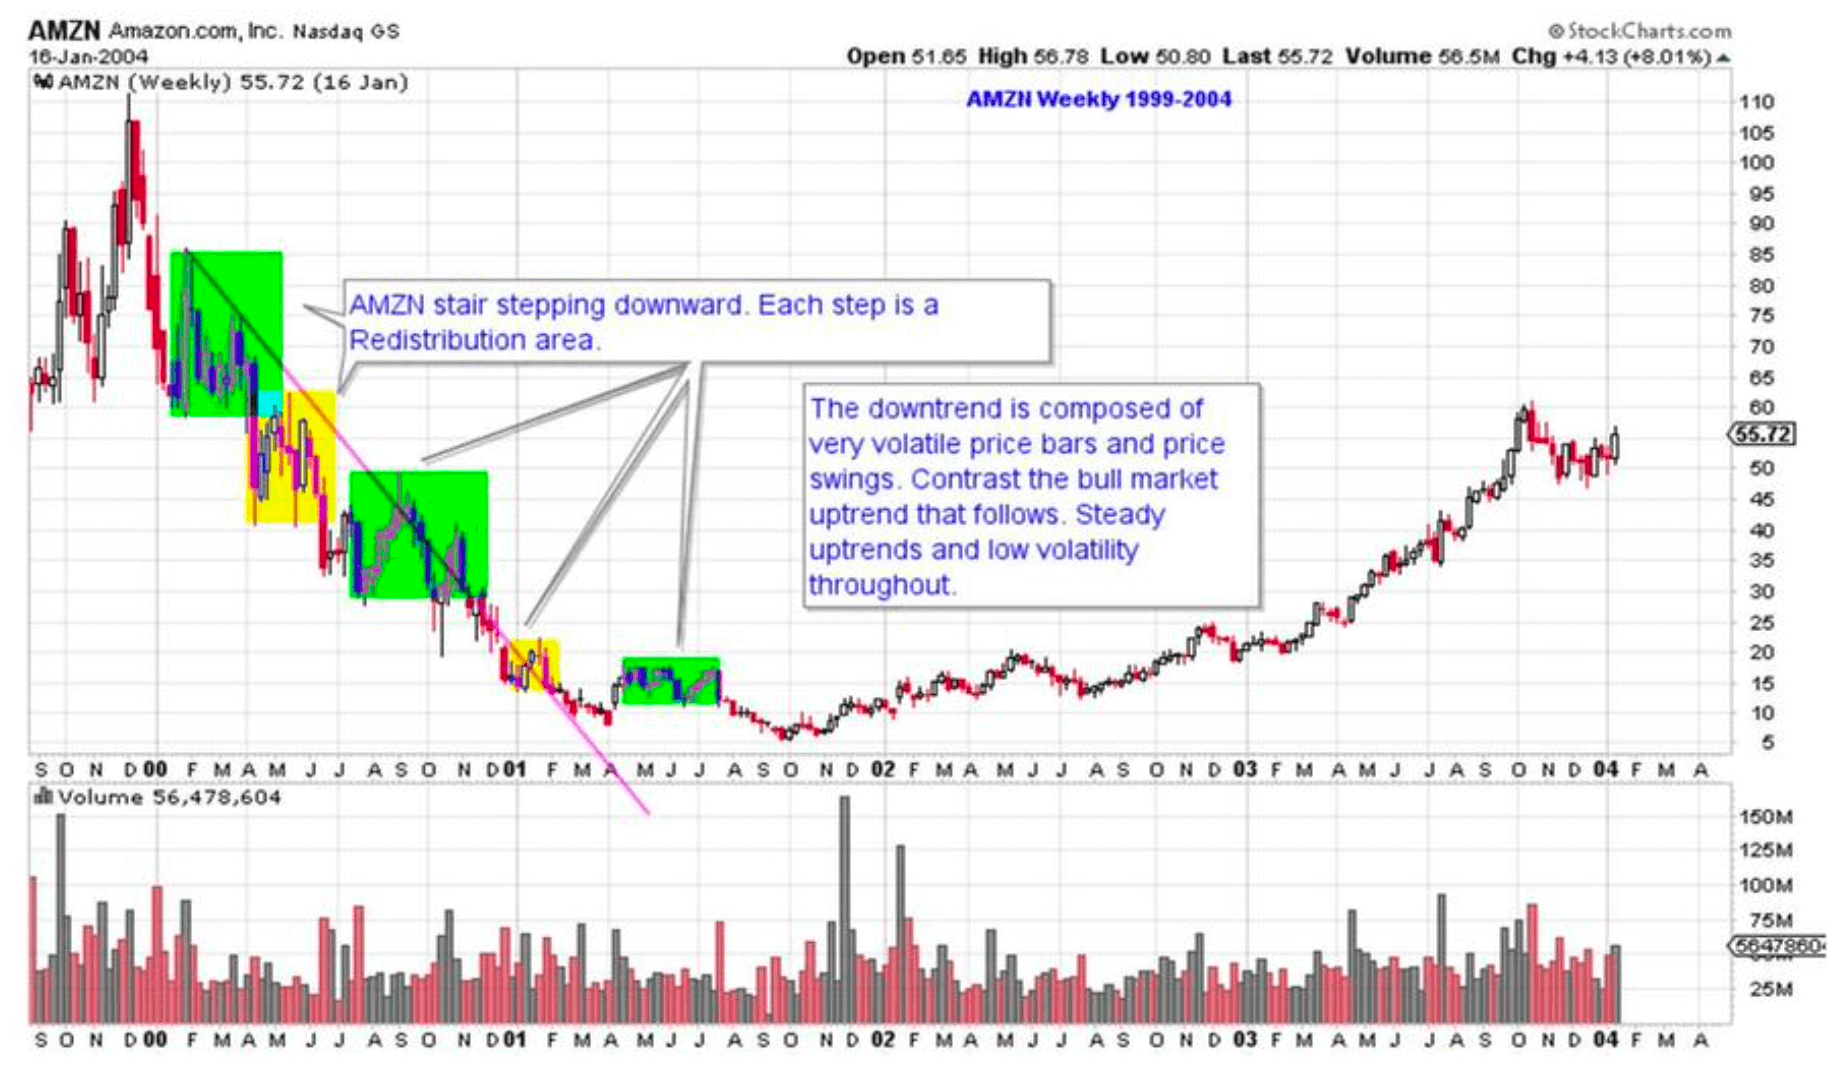 AMZN Amazon.com, Inc. Nasdaq GS
© StockCharts.com
16-Jan-2004
Open 51.65 High 56.78 Low 50.80 Last 55.72 Volume 56.5M Chg +4.13 (+8.01%)
AMZN (Weekly) 55.72 (16 Jan)
AMZN Weekly 1999-2004
110
105
100
95
90
85
80
75
70
65
60
55.72
50
45
40
35
30
25
20
15
10
5
AMZN stair stepping downward. Each step is a
Redistribution area.
The downtrend is composed of
very volatile price bars and price
swings. Contrast the bull market
uptrend that follows. Steady
uptrends and low volatility
throughout.
S O N D 00 F M A M J J A S O N D 01 F M A M J J A S O N D 02 F M A M J J A S O N D 03 F M A M J J A S O N D 04 F M A
Volume 56,478,604
150M
125M
100M
75M
5647860
25M
S O N D 00 F M A M J J A S O N D 01 F M A M J J A S O N D 02 F M A M J J A S O N D 03 F M A M J J A S O N D 04 F M A